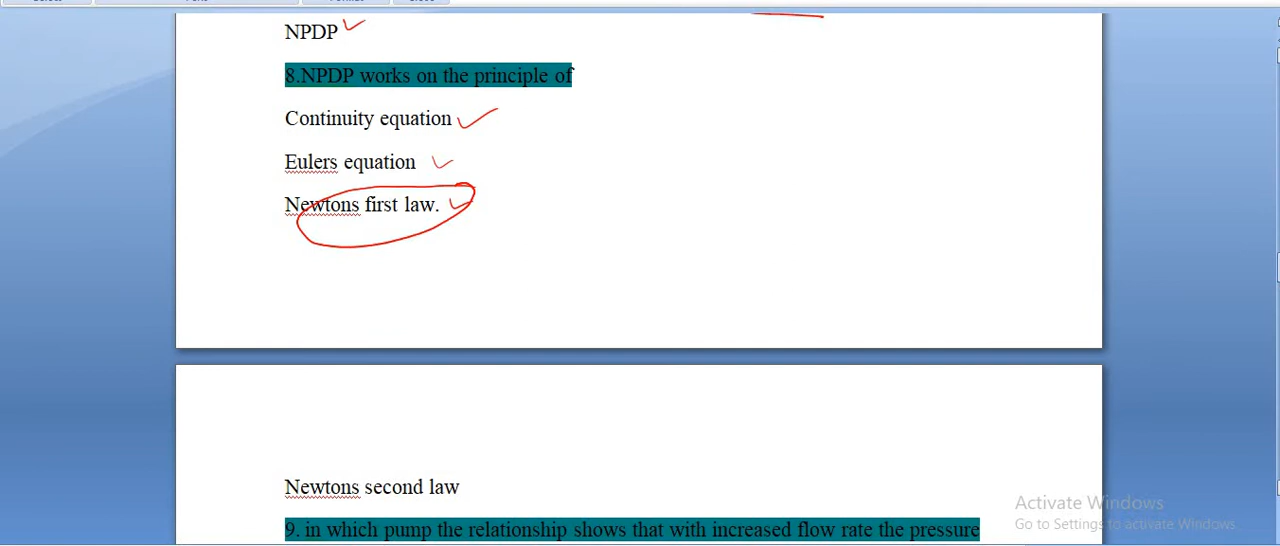 NPDP
8.NPDP works on the principle of
Continuity equation
Eulers equation
Newtons first law.
Newtons second law
9. in which pump the relationship shows that with increased flow rate the pressure
Activate Windows
Go to Settings to activate Windows.